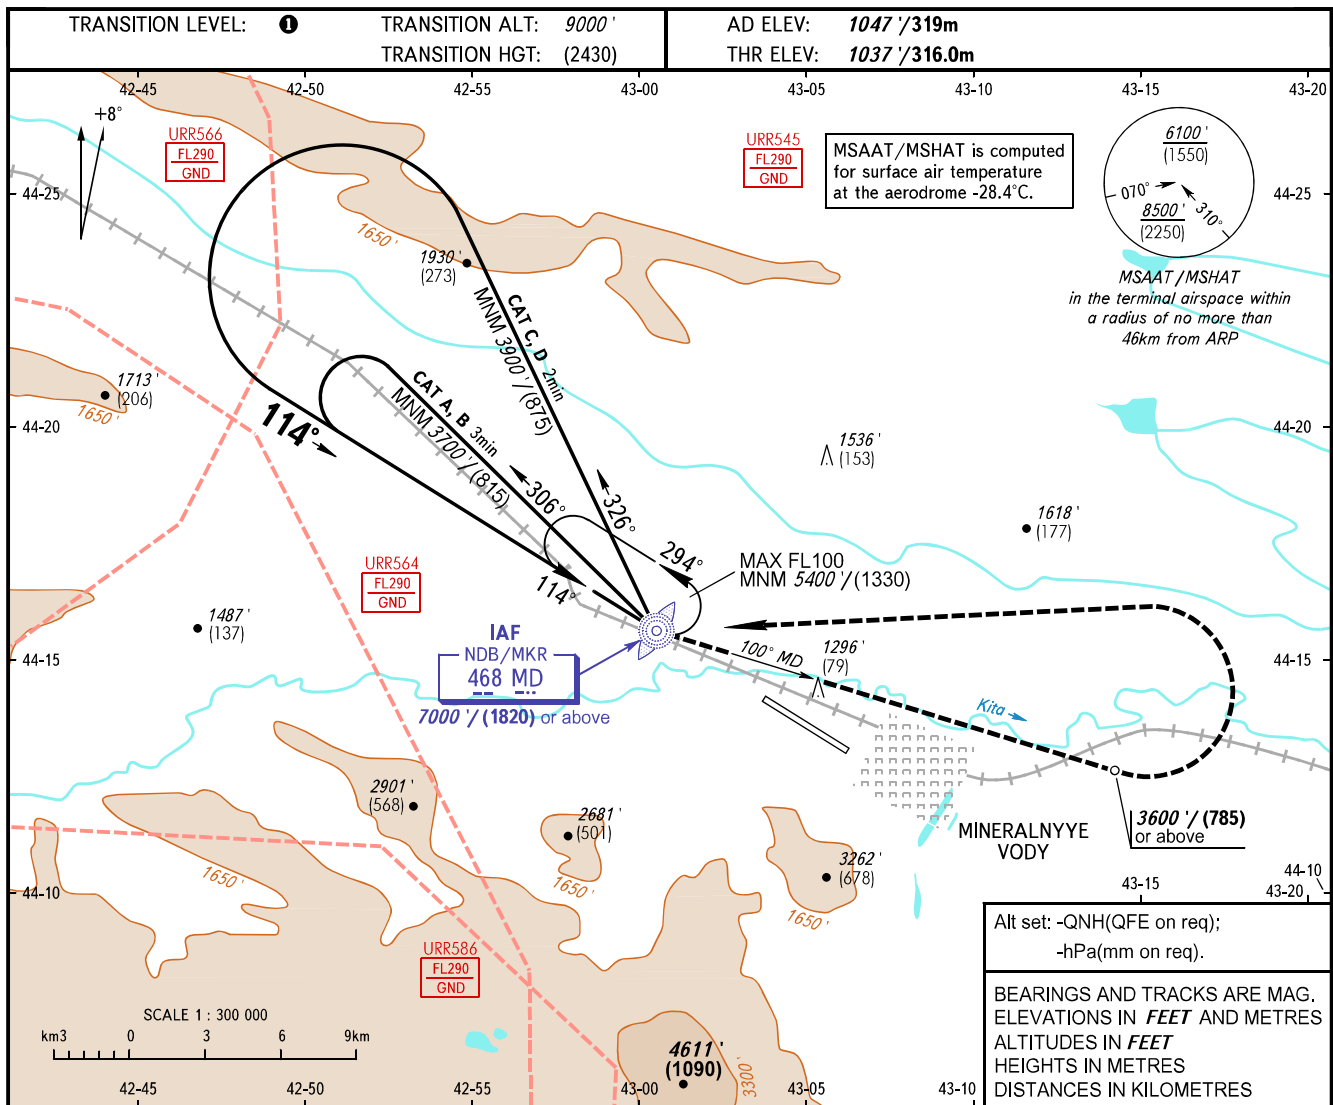 TRANSITION LEVEL: ❶
TRANSITION ALT: 9000 '
TRANSITION HGT: (2430)
AD ELEV: 1047 '/319m
THR ELEV: 1037 '/316.0m
42-45 42-50 42-55 43-00 43-05 43-10 43-15 43-20
+8°
URR566
FL290
GND
URR545
FL290
GND
MSAAT/MSHAT is computed
for surface air temperature
at the aerodrome -28.4°C.
6100 '
(1550)
070°
310°
8500 '
(2250)
MSAAT/MSHAT
in the terminal airspace within
a radius of no more than
46km from ARP
44-25
44-25
1650 '
1930 '
(273)
CAT C, D 2min
MNM 3900 '/(875)
1713 '
(206)
1650 '
CAT A, B 3min
MNM 3700 '/(815)
114°
44-20
44-20
1536 '
(153)
306°
326°
1618 '
(177)
294°
MAX FL100
MNM 5400 '/(1330)
URR564
FL290
GND
114°
1487 '
(137)
IAF
NDB/MKR
468 MD
7000 '/(1820) or above
100° MD
1296 '
(79)
44-15
44-15
Kita
2901 '
(568)
2681 '
(501)
1650 '
3262 '
(678)
1650 '
MINERALNYYE
VODY
3600 '/(785)
or above
1650 '
44-10
44-10
43-15
43-20
URR586
FL290
GND
Alt set: -QNH(QFE on req);
-hPa(mm on req).
BEARINGS AND TRACKS ARE MAG.
ELEVATIONS IN FEET AND METRES
ALTITUDES IN FEET
HEIGHTS IN METRES
DISTANCES IN KILOMETRES
SCALE 1 : 300 000
km3 0 3 6 9km
4611 '
(1090)
3300 '
42-45 42-50 42-55 43-00 43-05 43-10